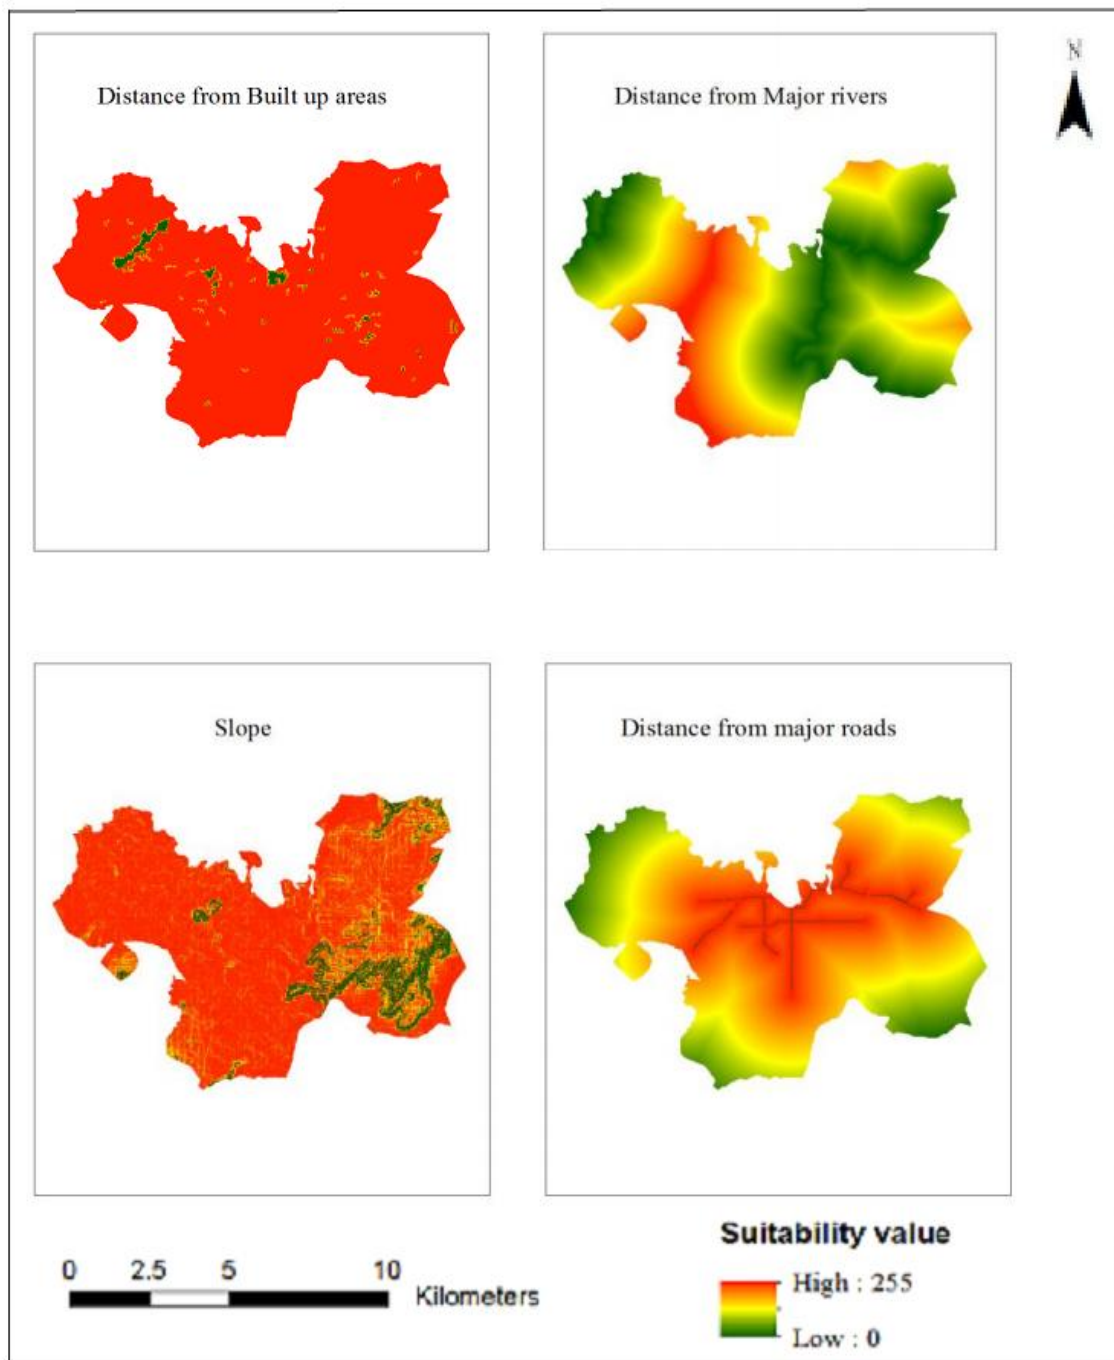 Distance from Built up areas
Distance from Major rivers
N
Slope
Distance from major roads
0 2.5 5 10
Kilometers
Suitability value
High : 255
Low : 0